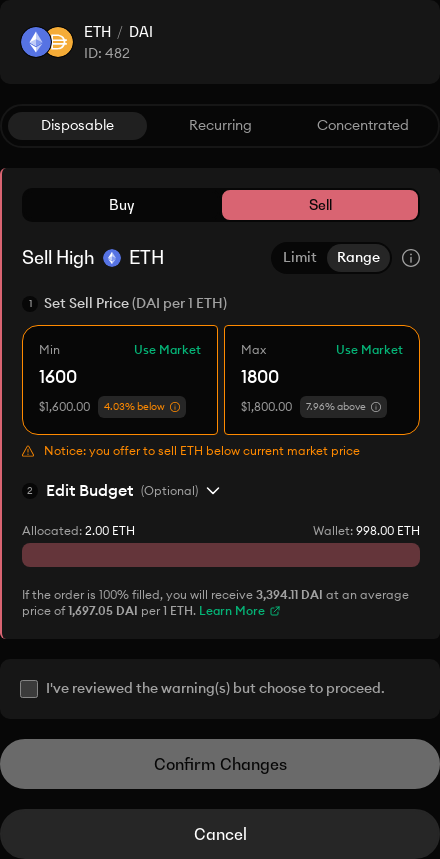 ETH / DAI
ID: 482
Disposable Recurring Concentrated
Buy Sell
Sell High ETH Limit Range
1 Set Sell Price (DAI per 1 ETH)
Min Use Market Max Use Market
1600 1800
$1,600.00 4.03% below $1,800.00 7.96% above
Notice: you offer to sell ETH below current market price
2 Edit Budget (Optional)
Allocated: 2.00 ETH Wallet: 998.00 ETH
If the order is 100% filled, you will receive 3,394.11 DAI at an average
price of 1,697.05 DAI per 1 ETH. Learn More
I've reviewed the warning(s) but choose to proceed.
Confirm Changes
Cancel